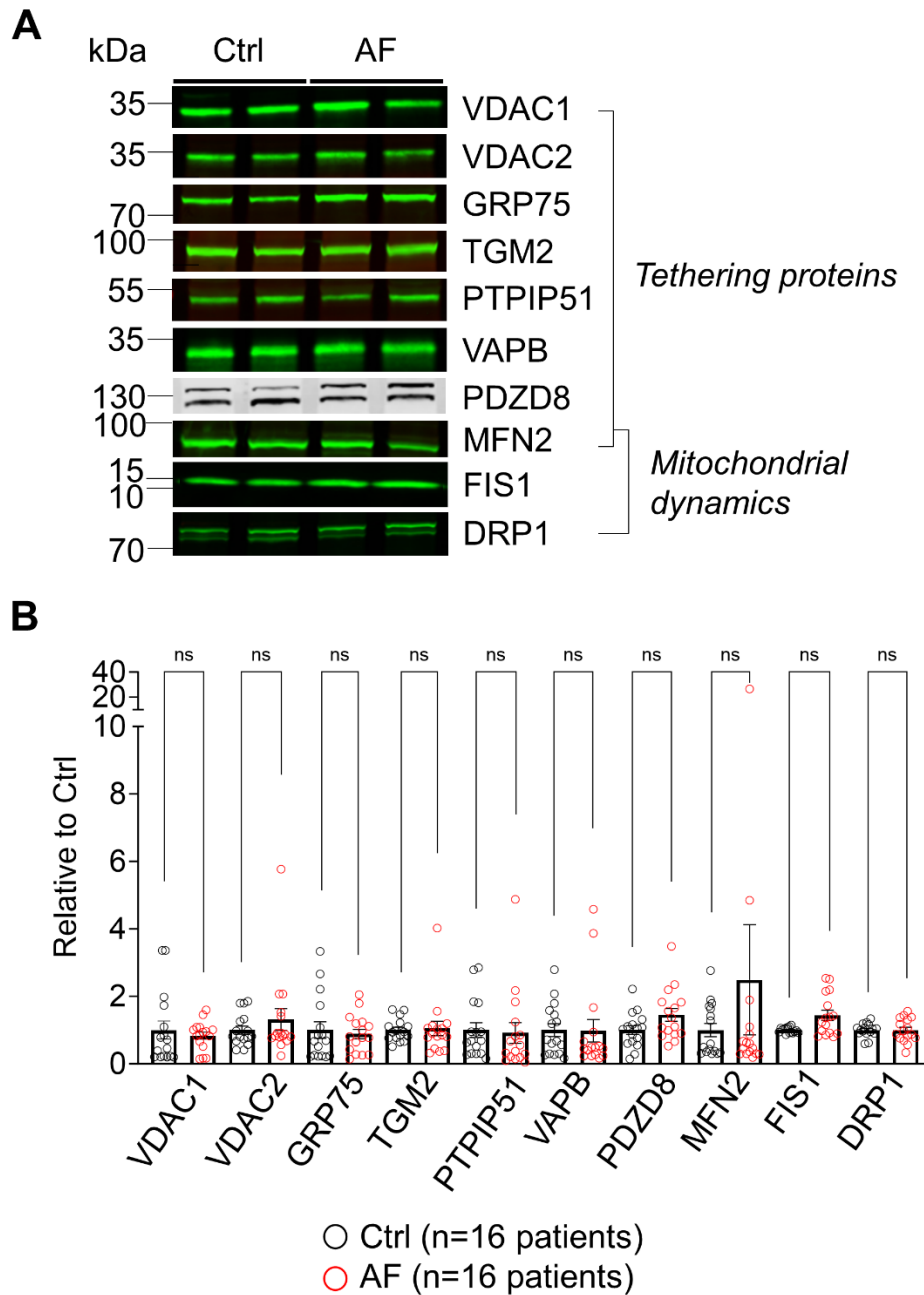 A
kDa Ctrl AF
35 VDAC1
35 VDAC2
70 GRP75
100 TGM2
55 PTPIP51
35 VAPB
130 PDZD8
100 MFN2
15 FIS1
10
70 DRP1
Tethering proteins
Mitochondrial
dynamics
B
ns ns ns ns ns ns ns ns ns ns
40
20
10
8
6
4
2
0
Relative to Ctrl
VDAC1 VDAC2 GRP75 TGM2 PTPIP51 VAPB PDZD8 MFN2 FIS1 DRP1
Ctrl (n=16 patients)
AF (n=16 patients)